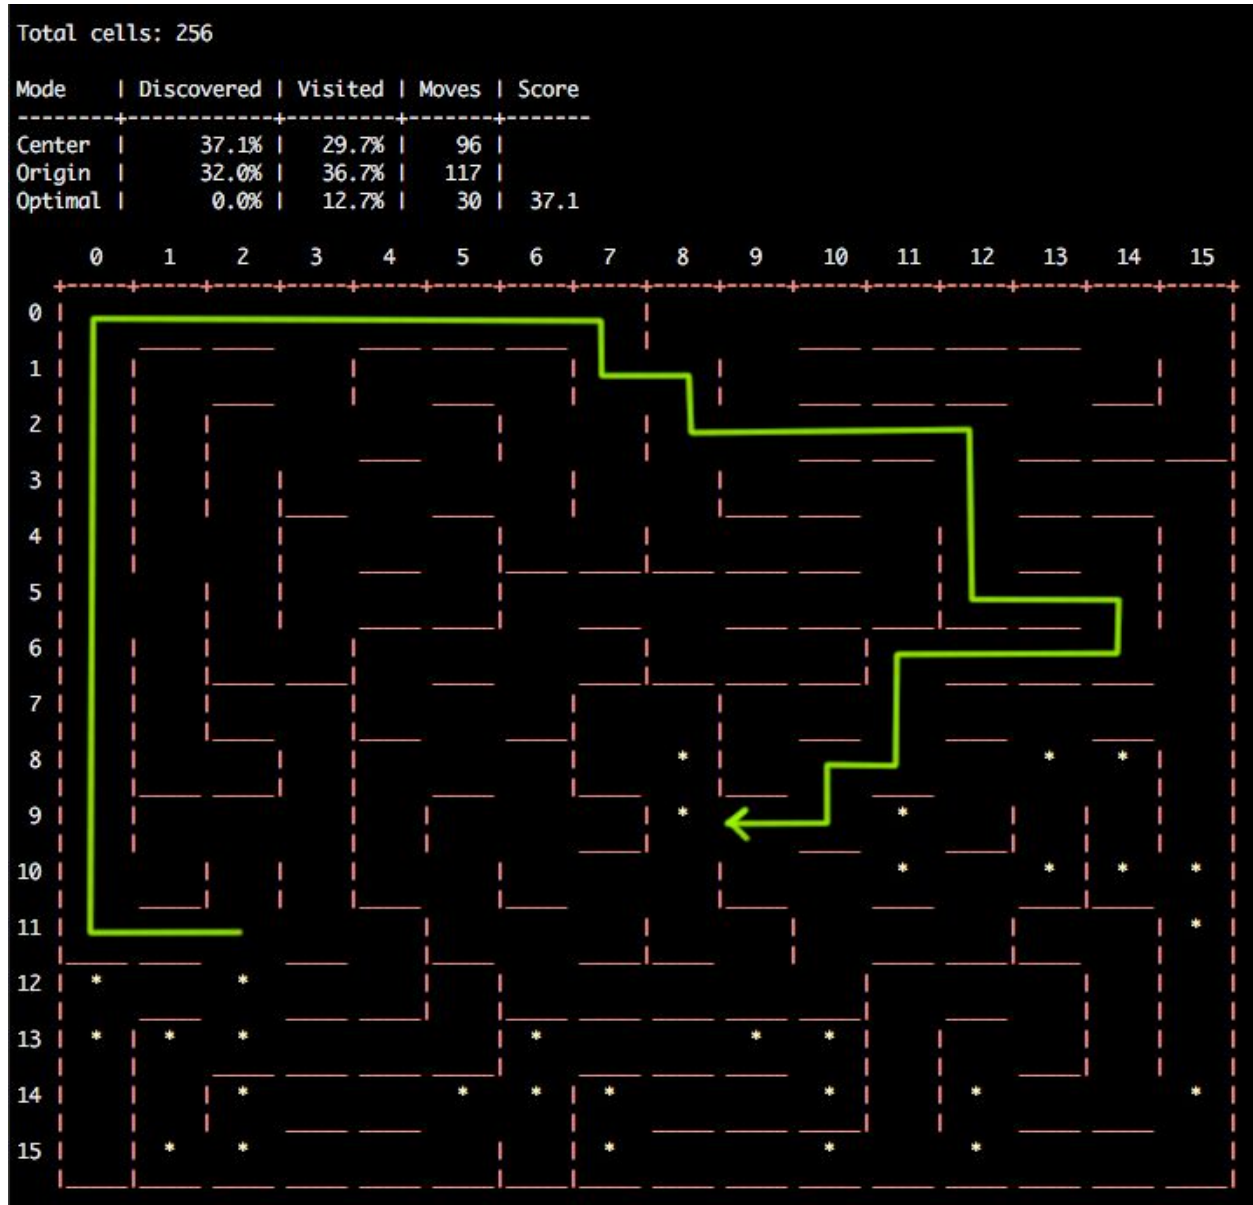 Total cells: 256
Mode | Discovered | Visited | Moves | Score
--------+------------+---------+-------+-------
Center | 37.1% | 29.7% | 96 |
Origin | 32.0% | 36.7% | 117 |
Optimal | 0.0% | 12.7% | 30 | 37.1
0 1 2 3 4 5 6 7 8 9 10 11 12 13 14 15
0
1
2
3
4
5
6
7
8 * * *
9 * *
10 * * * *
11 *
12 * *
13 * * * * * *
14 * * * * * * *
15 * * * * *